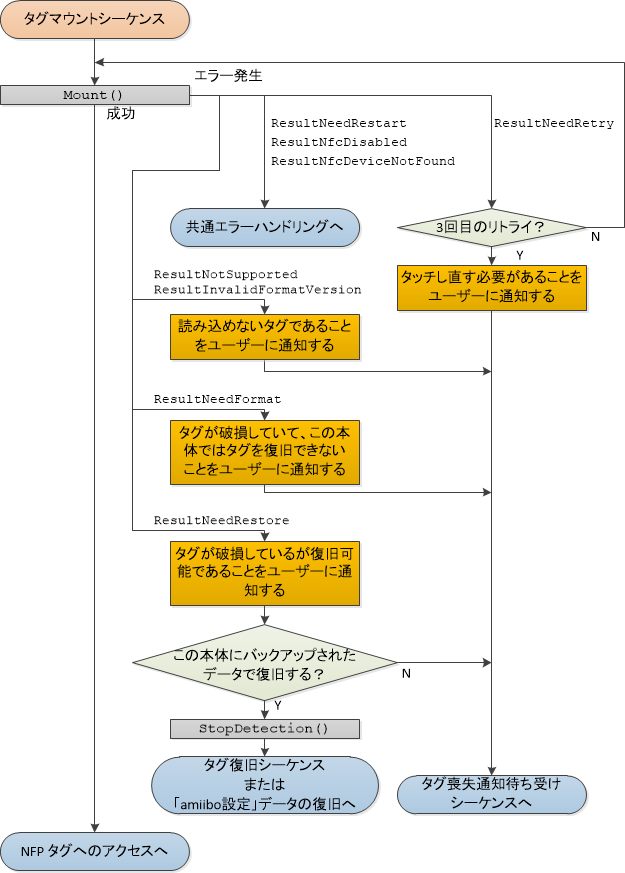 タグマウントシーケンス
Mount()
エラー発生
成功
ResultNeedRestart
ResultNfcDisabled
ResultNfcDeviceNotFound
ResultNeedRetry
共通エラーハンドリングへ
3回目のリトライ？
N
Y
タッチし直す必要があることを
ユーザーに通知する
ResultNotSupported
ResultInvalidFormatVersion
読み込めないタグであること
をユーザーに通知する
ResultNeedFormat
タグが破損していて、この本
体ではタグを復旧できない
ことをユーザーに通知する
ResultNeedRestore
タグが破損しているが復旧可
能であることをユーザーに通
知する
この本体にバックアップされた
データで復旧する？
N
Y
StopDetection()
タグ復旧シーケンス
または
「amiibo設定」データの復旧へ
タグ喪失通知待ち受け
シーケンスへ
NFP タグへのアクセスへ